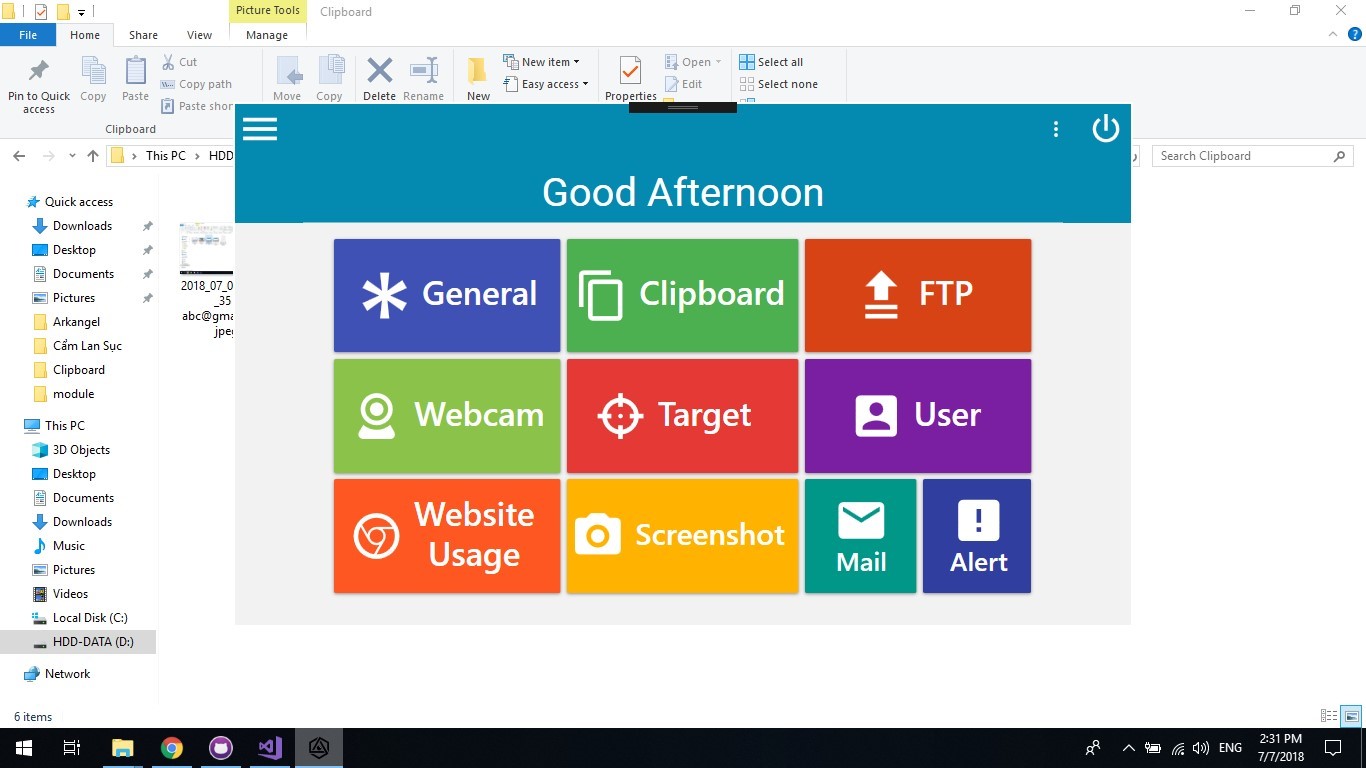 Picture Tools
Clipboard
File
Home
Share
View
Manage
Pin to Quick
access
Copy
Paste
Cut
Copy path
Paste shor
Clipboard
Move
Copy
Delete
Rename
New
New item
Easy access
Properties
Open
Edit
Select all
Select none
This PC
HDD
Search Clipboard
Good Afternoon
General
Clipboard
FTP
Webcam
Target
User
Website
Usage
Screenshot
Mail
Alert
Quick access
Downloads
Desktop
Documents
Pictures
Arkangel
Cẩm Lan Sục
Clipboard
module
This PC
3D Objects
Desktop
Documents
Downloads
Music
Pictures
Videos
Local Disk (C:)
HDD-DATA (D:)
Network
2018_07_0
_35
abc@gma
jpeg
6 items
ENG
2:31 PM
7/7/2018